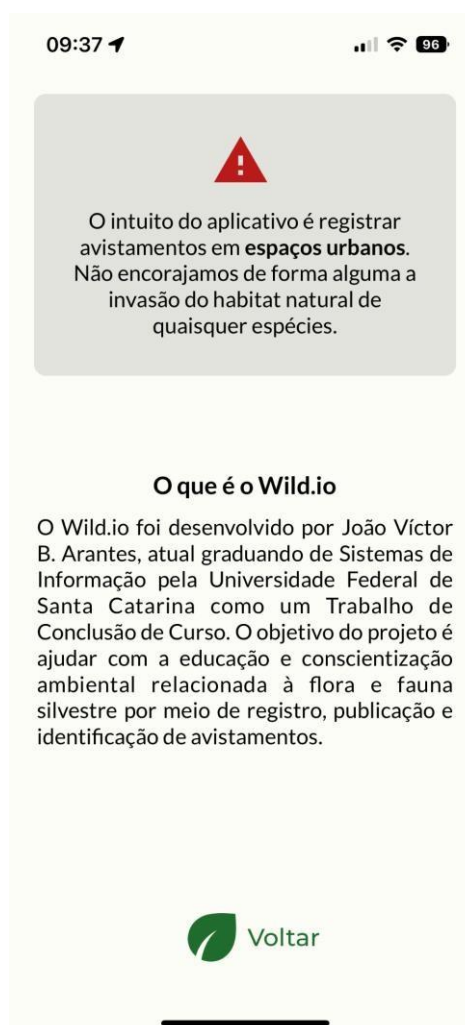 09:37
96
O intuito do aplicativo é registrar
avistamentos em espaços urbanos.
Não encorajamos de forma alguma a
invasão do habitat natural de
quaisquer espécies.
O que é o Wild.io
O Wild.io foi desenvolvido por João Víctor
B. Arantes, atual graduando de Sistemas de
Informação pela Universidade Federal de
Santa Catarina como um Trabalho de
Conclusão de Curso. O objetivo do projeto é
ajudar com a educação e conscientização
ambiental relacionada à flora e fauna
silvestre por meio de registro, publicação e
identificação de avistamentos.
Voltar